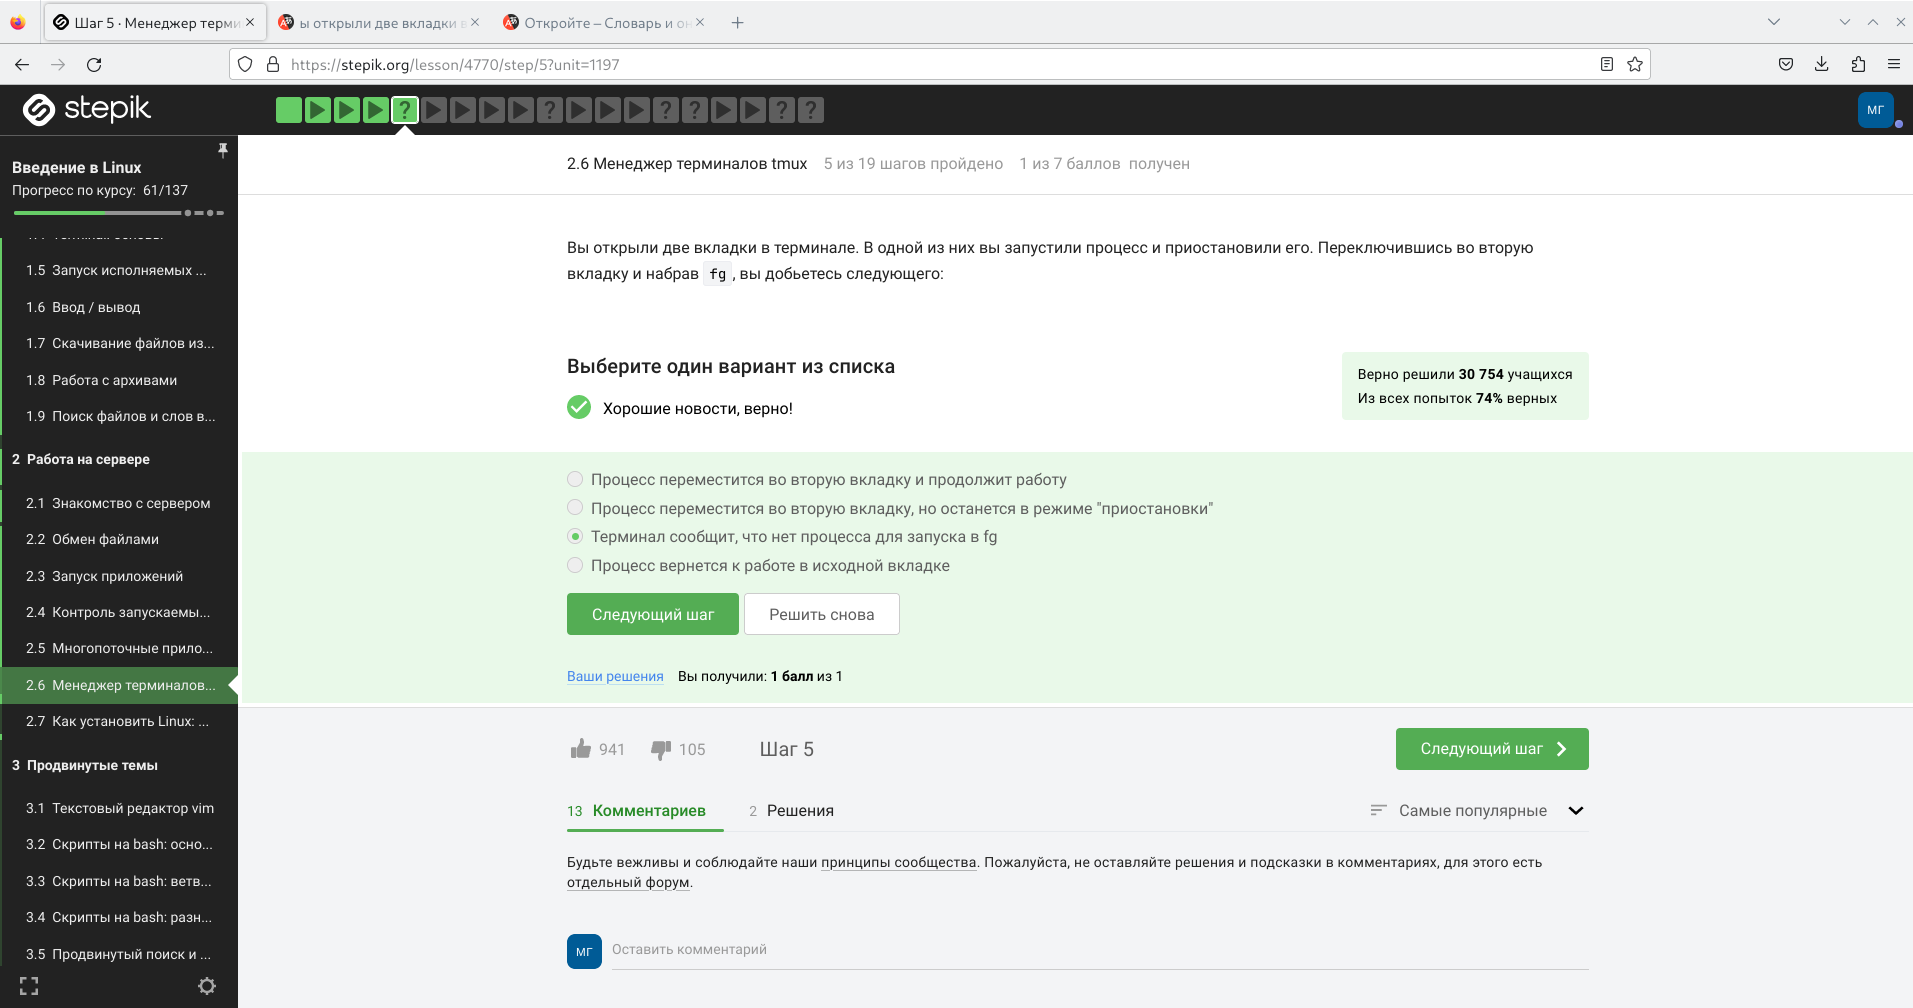 Шаг 5 · Менеджер терми
ы открыли две вкладки в
Откройте – Словарь и он
https://stepik.org/lesson/4770/step/5?unit=1197
stepik
? ? ? ? ? ?
МГ
Введение в Linux
Прогресс по курсу: 61/137
2.6 Менеджер терминалов tmux 5 из 19 шагов пройдено 1 из 7 баллов получен
1.5 Запуск исполняемых ...
1.6 Ввод / вывод
1.7 Скачивание файлов из...
1.8 Работа с архивами
1.9 Поиск файлов и слов в...
2 Работа на сервере
2.1 Знакомство с сервером
2.2 Обмен файлами
2.3 Запуск приложений
2.4 Контроль запускаемы...
2.5 Многопоточные прило...
2.6 Менеджер терминалов...
2.7 Как установить Linux: ...
3 Продвинутые темы
3.1 Текстовый редактор vim
3.2 Скрипты на bash: осно...
3.3 Скрипты на bash: ветв...
3.4 Скрипты на bash: разн...
3.5 Продвинутый поиск и ...
Вы открыли две вкладки в терминале. В одной из них вы запустили процесс и приостановили его. Переключившись во вторую
вкладку и набрав fg , вы добьетесь следующего:
Выберите один вариант из списка
Хорошие новости, верно!
Верно решили 30 754 учащихся
Из всех попыток 74% верных
Процесс переместится во вторую вкладку и продолжит работу
Процесс переместится во вторую вкладку, но останется в режиме "приостановки"
Терминал сообщит, что нет процесса для запуска в fg
Процесс вернется к работе в исходной вкладке
Следующий шаг
Решить снова
Ваши решения Вы получили: 1 балл из 1
941 105 Шаг 5
Следующий шаг
13 Комментариев 2 Решения
Самые популярные
Будьте вежливы и соблюдайте наши принципы сообщества. Пожалуйста, не оставляйте решения и подсказки в комментариях, для этого есть
отдельный форум.
МГ Оставить комментарий